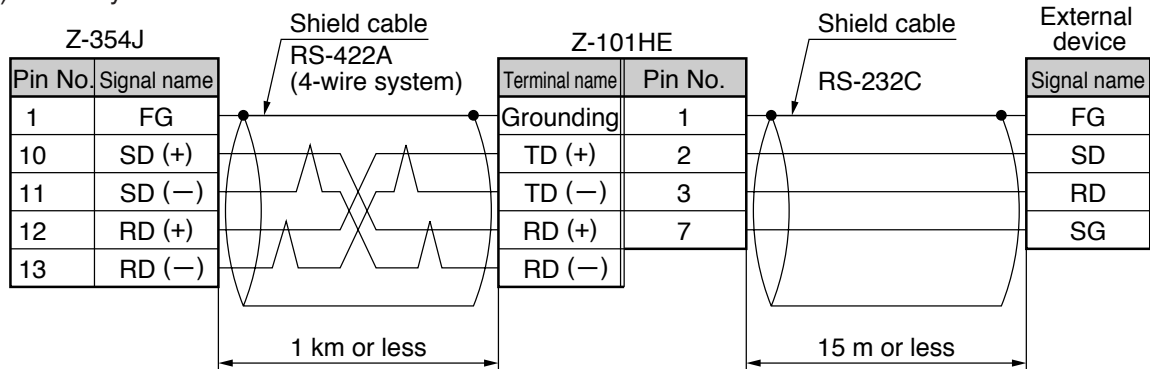 Shield cable
Shield cable
External
device
Z-354J
RS-422A
(4-wire system)
Z-101HE
RS-232C
Pin No. Signal name
Terminal name Pin No.
Signal name
1 FG
Grounding 1
FG
10 SD (+)
TD (+) 2
SD
11 SD (−)
TD (−) 3
RD
12 RD (+)
RD (+) 7
SG
13 RD (−)
RD (−)
1 km or less
15 m or less